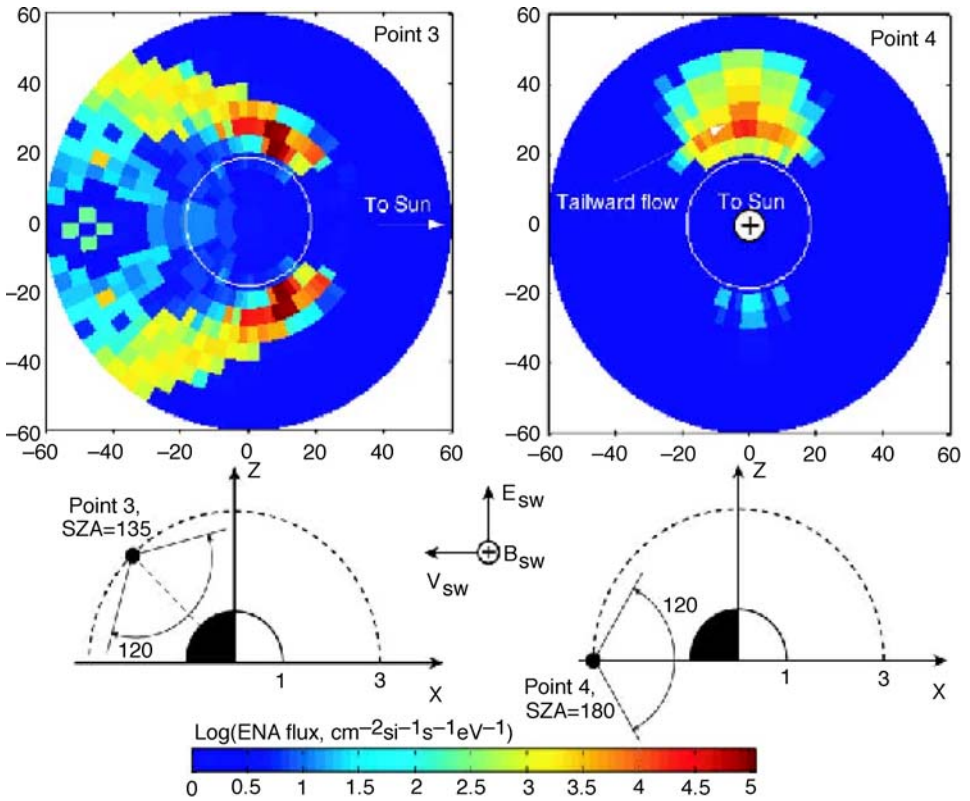 Point 3
60
40
20
0
−20
−40
−60
−60 −40 −20 0 20 40 60
To Sun
Point 4
60
40
20
0
−20
−40
−60
−60 −40 −20 0 20 40 60
Tailward flow
To Sun
Z
Point 3,
SZA=135
120
1
3
X
E SW
B SW
V SW
Z
120
Point 4,
SZA=180
1
3
X
Log(ENA flux, cm−2si−1s−1eV−1)
0 0.5 1 1.5 2 2.5 3 3.5 4 4.5 5